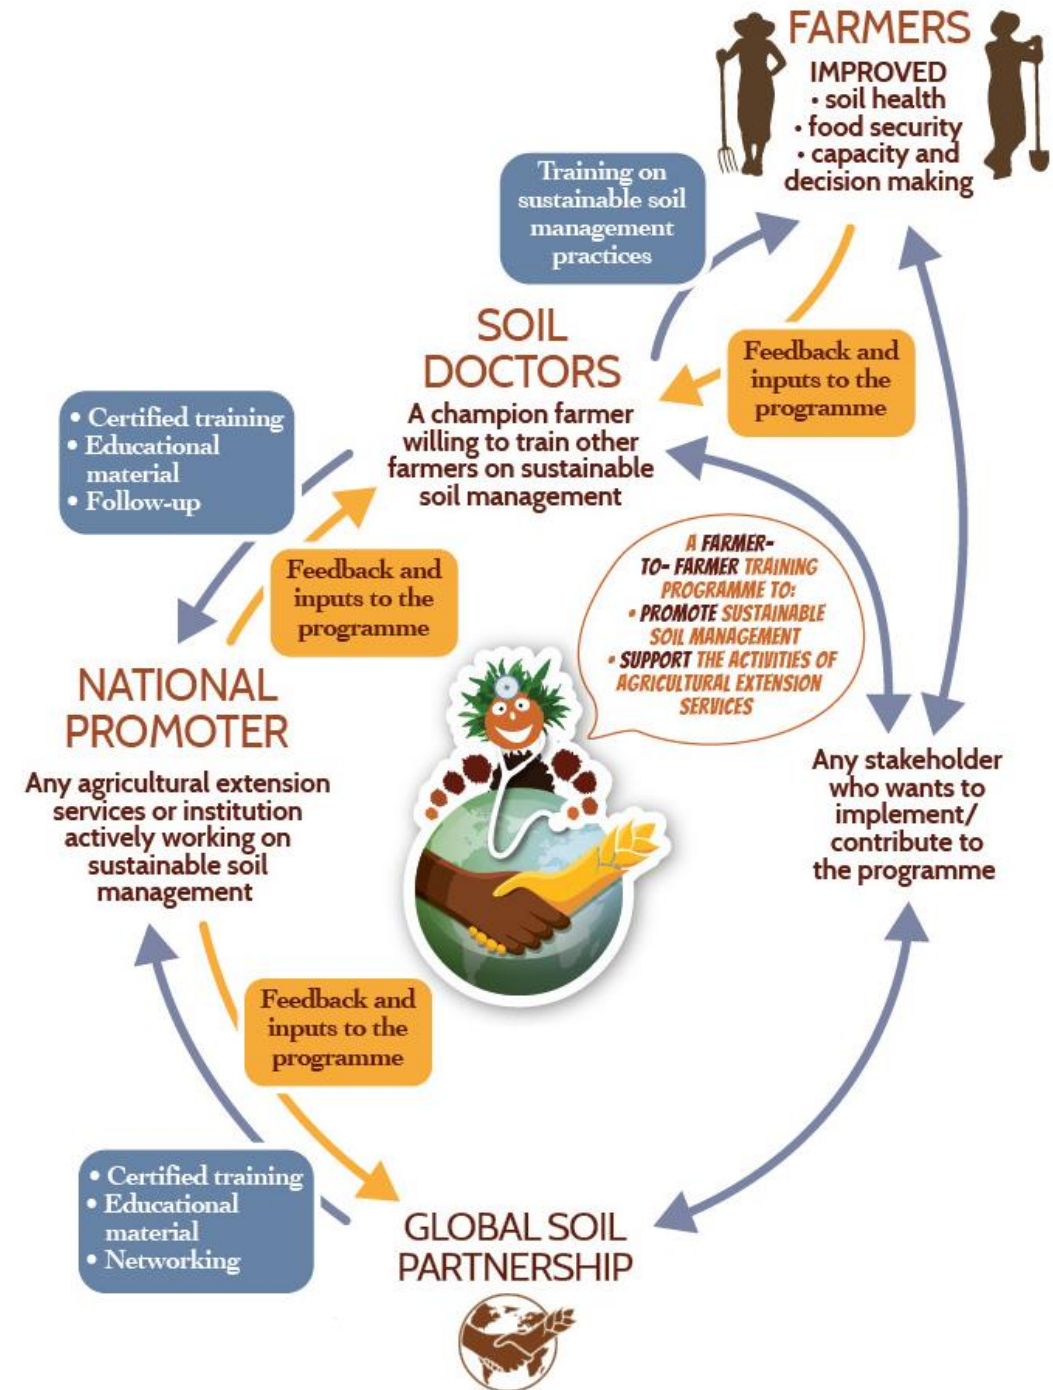 FARMERS
IMPROVED
• soil health
• food security
• capacity and
decision making
Training on
sustainable soil
management
practices
SOIL
DOCTORS
A champion farmer
willing to train other
farmers on sustainable
soil management
Feedback and
inputs to the
programme
• Certified training
• Educational
material
• Follow-up
Feedback and
inputs to the
programme
A FARMER-
TO- FARMER TRAINING
PROGRAMME TO:
• PROMOTE SUSTAINABLE
SOIL MANAGEMENT
• SUPPORT THE ACTIVITIES OF
AGRICULTURAL EXTENSION
SERVICES
NATIONAL
PROMOTER
Any agricultural extension
services or institution
actively working on
sustainable soil
management
Any stakeholder
who wants to
implement/
contribute to
the programme
Feedback and
inputs to the
programme
• Certified training
• Educational
material
• Networking
GLOBAL SOIL
PARTNERSHIP